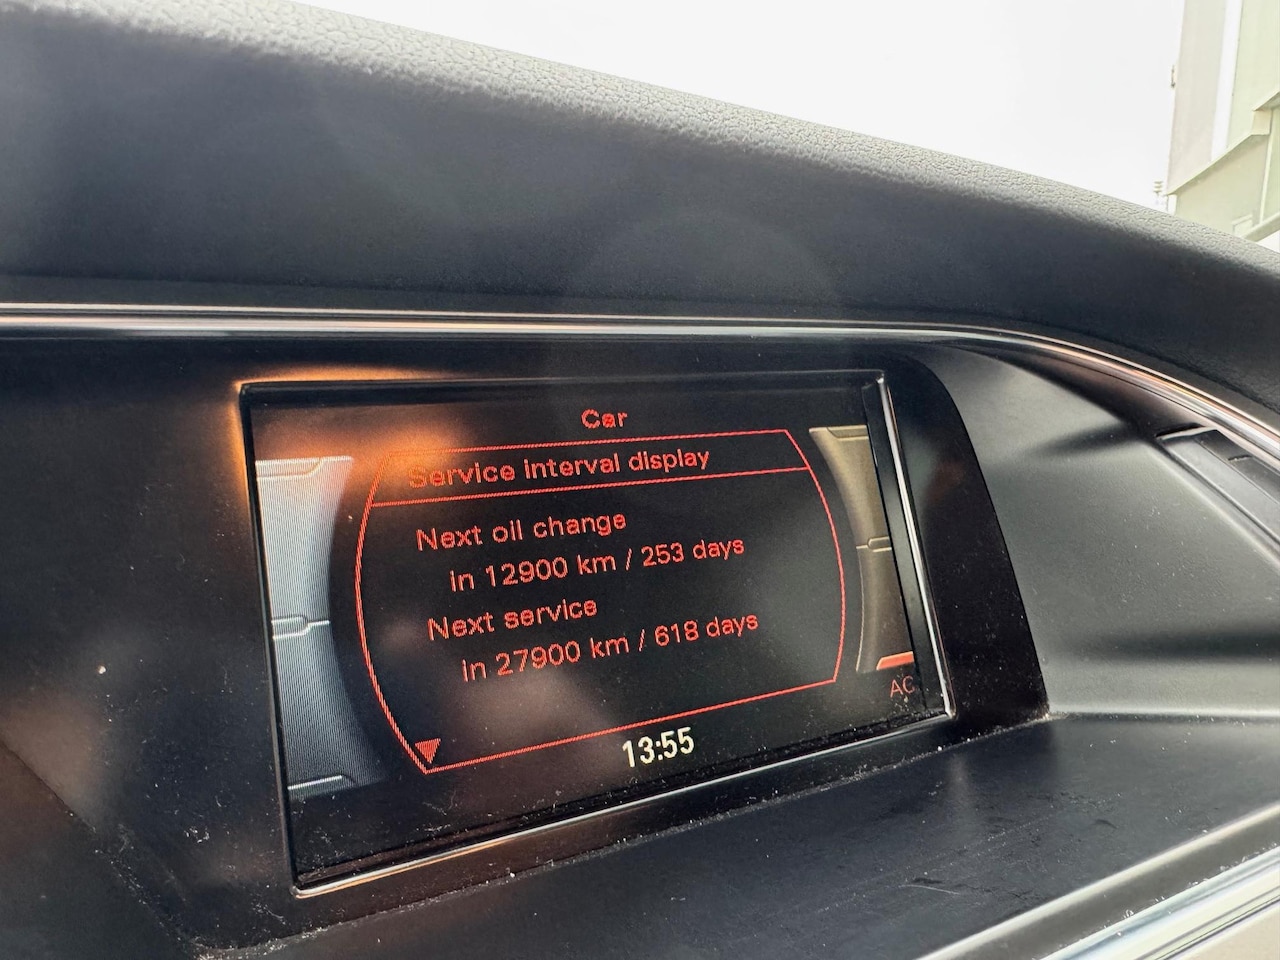 Car
Service interval display
Next oil change
in 12900 km / 253 days
Next service
in 27900 km / 618 days
AC
13:55